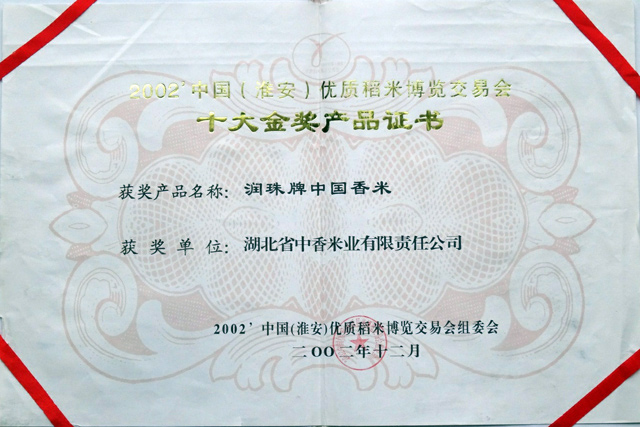 2002'中国(淮安)优质稻米博览交易会
十大金奖产品证书
获奖产品名称：润珠牌中国香米
获奖单位：湖北省中香米业有限责任公司
2002'中国(淮安)优质稻米博览交易会组委会
二〇〇二年十二月